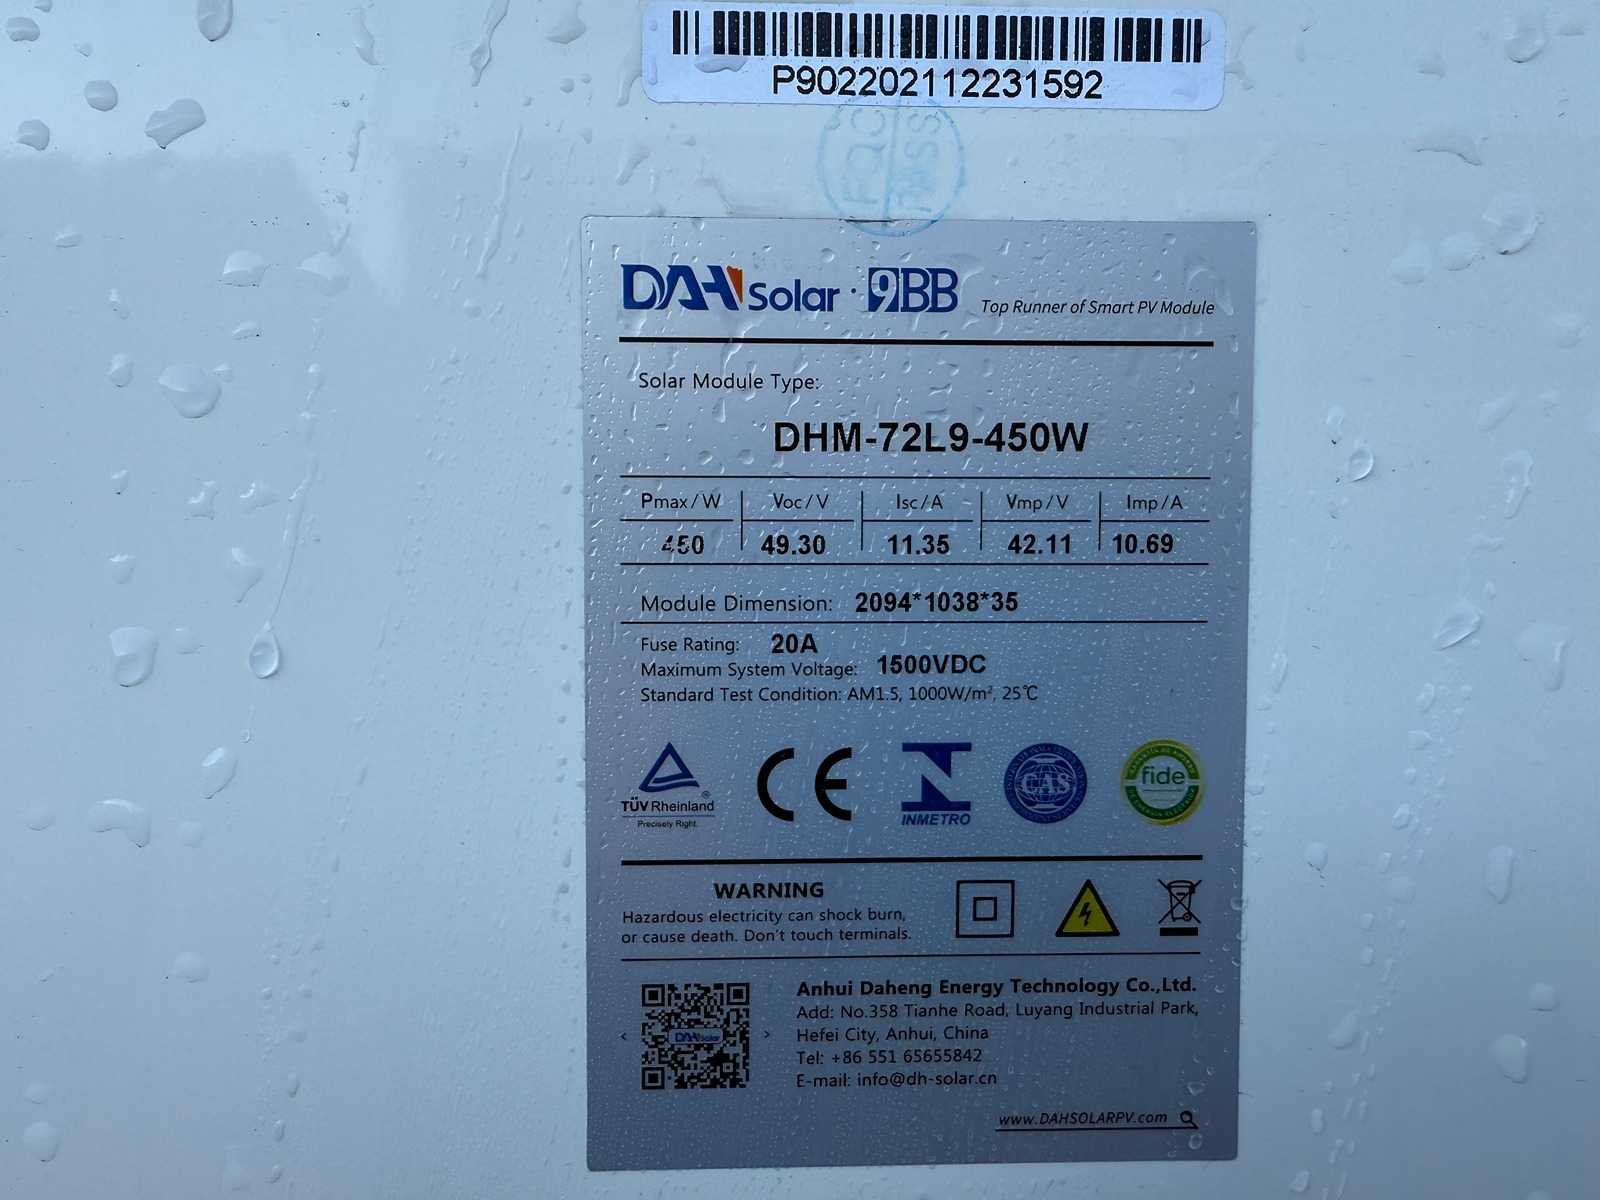 P902202112231592
FQC
PASS
DAH Solar · 9BB Top Runner of Smart PV Module
Solar Module Type:
DHM-72L9-450W
Pmax/W Voc/V Isc/A Vmp/V Imp/A
450 49.30 11.35 42.11 10.69
Module Dimension: 2094*1038*35
Fuse Rating: 20A
Maximum System Voltage: 1500VDC
Standard Test Condition: AM1.5, 1000W/m², 25℃
TÜV Rheinland ®
Precisely Right.
CE
INMETRO
fide
WARNING
Hazardous electricity can shock burn,
or cause death. Don't touch terminals.
DAH Solar
Anhui Daheng Energy Technology Co.,Ltd.
Add: No.358 Tianhe Road, Luyang Industrial Park,
Hefei City, Anhui, China
Tel: +86 551 65655842
E-mail: info@dh-solar.cn
www.DAHSOLARPV.com